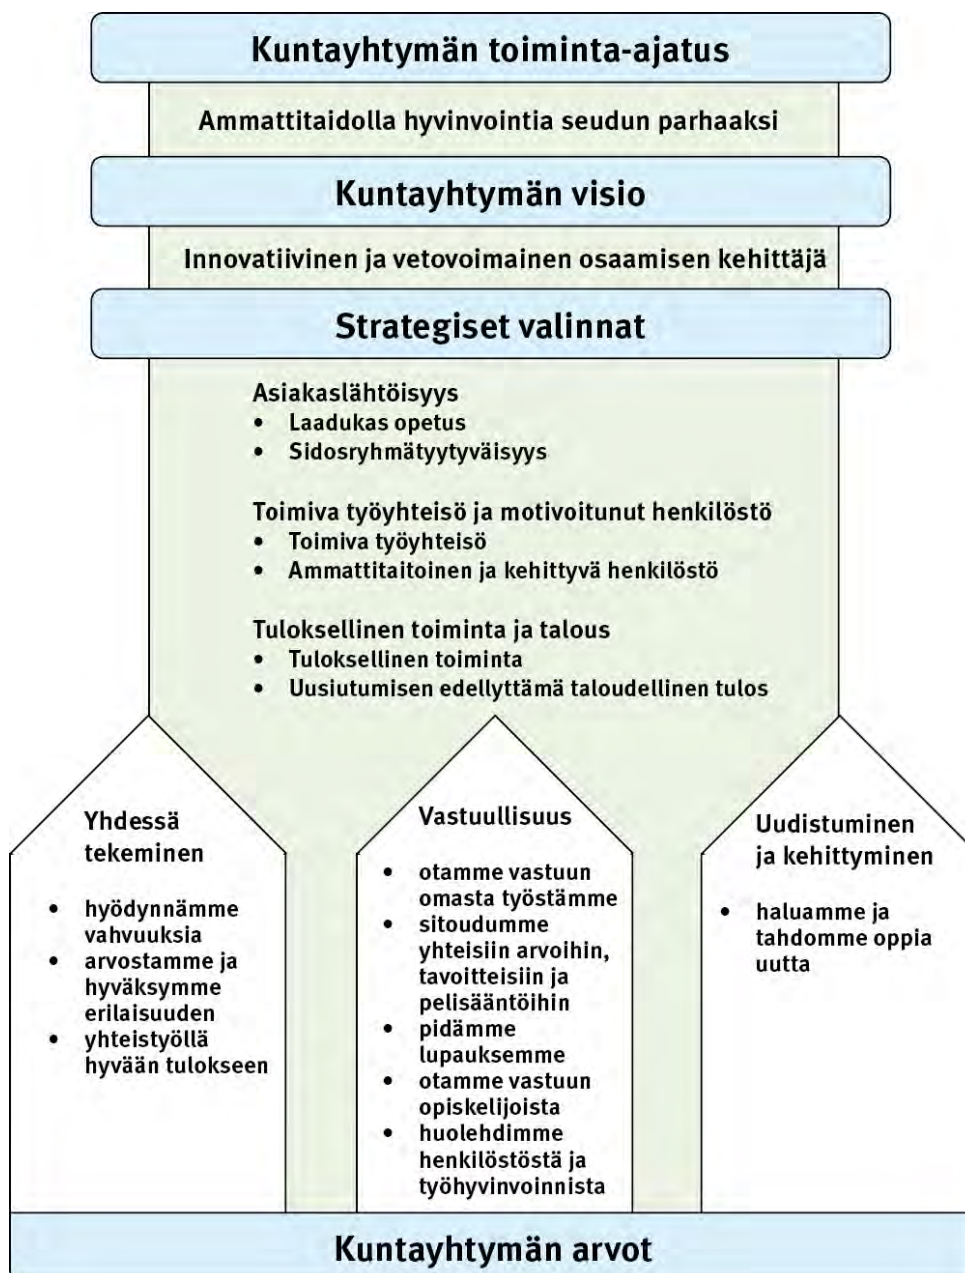 Kuntayhtymän toiminta-ajatus
Ammattitaidolla hyvinvointia seudun parhaaksi
Kuntayhtymän visio
Innovatiivinen ja vetovoimainen osaamisen kehittäjä
Strategiset valinnat
Asiakaslähtöisyys
• Laadukas opetus
• Sidosryhmätyytyväisyys
Toimiva työyhteisö ja motivoitunut henkilöstö
• Toimiva työyhteisö
• Ammattitaitoinen ja kehittyvä henkilöstö
Tuloksellinen toiminta ja talous
• Tuloksellinen toiminta
• Uusiutumisen edellyttämä taloudellinen tulos
Yhdessä
tekeminen
• hyödynnämme
vahvuuksia
• arvostamme ja
hyväksymme
erilaisuuden
• yhteistyöllä
hyvään tulokseen
Vastuullisuus
• otamme vastuun
omasta työstämme
• sitoudumme
yhteisiin arvoihin,
tavoitteisiin ja
pelisääntöihin
• pidämme
lupauksemme
• otamme vastuun
opiskelijoista
• huolehdimme
henkilöstöstä ja
työhyvinvoinnista
Uudistuminen
ja kehittyminen
• haluamme ja
tahdomme oppia
uutta
Kuntayhtymän arvot